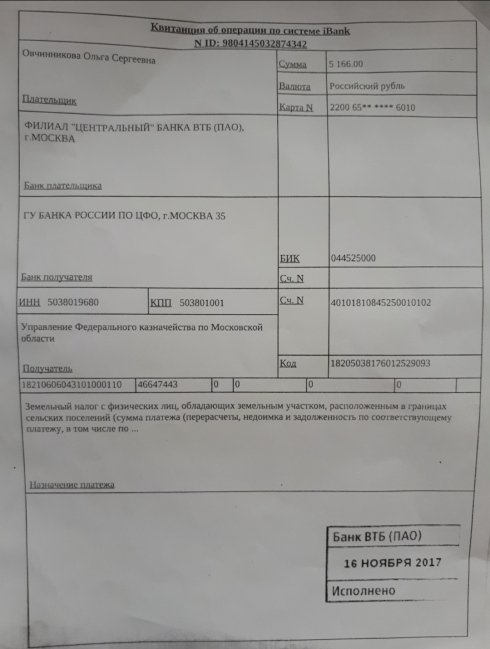 Квитанция об операции по системе iBank
N ID: 9804145032874342
Овчинникова Ольга Сергеевна
Плательщик
Сумма 5 166.00
Валюта Российский рубль
Карта N 2200 65** **** 6010
ФИЛИАЛ "ЦЕНТРАЛЬНЫЙ" БАНКА ВТБ (ПАО),
г.МОСКВА
Банк плательщика
ГУ БАНКА РОССИИ ПО ЦФО, г.МОСКВА 35
БИК 044525000
Банк получателя
Сч. N
ИНН 5038019680 КПП 503801001
Сч. N 40101810845250010102
Управление Федерального казначейства по Московской
области
Получатель
Код 18205038176012529093
18210606043101000110 46647443 0 0 0 0
Земельный налог с физических лиц, обладающих земельным участком, расположенным в границах
сельских поселений (сумма платежа (перерасчеты, недоимка и задолженность по соответствующему
платежу, в том числе по ...
Назначение платежа
Банк ВТБ (ПАО)
16 НОЯБРЯ 2017
Исполнено